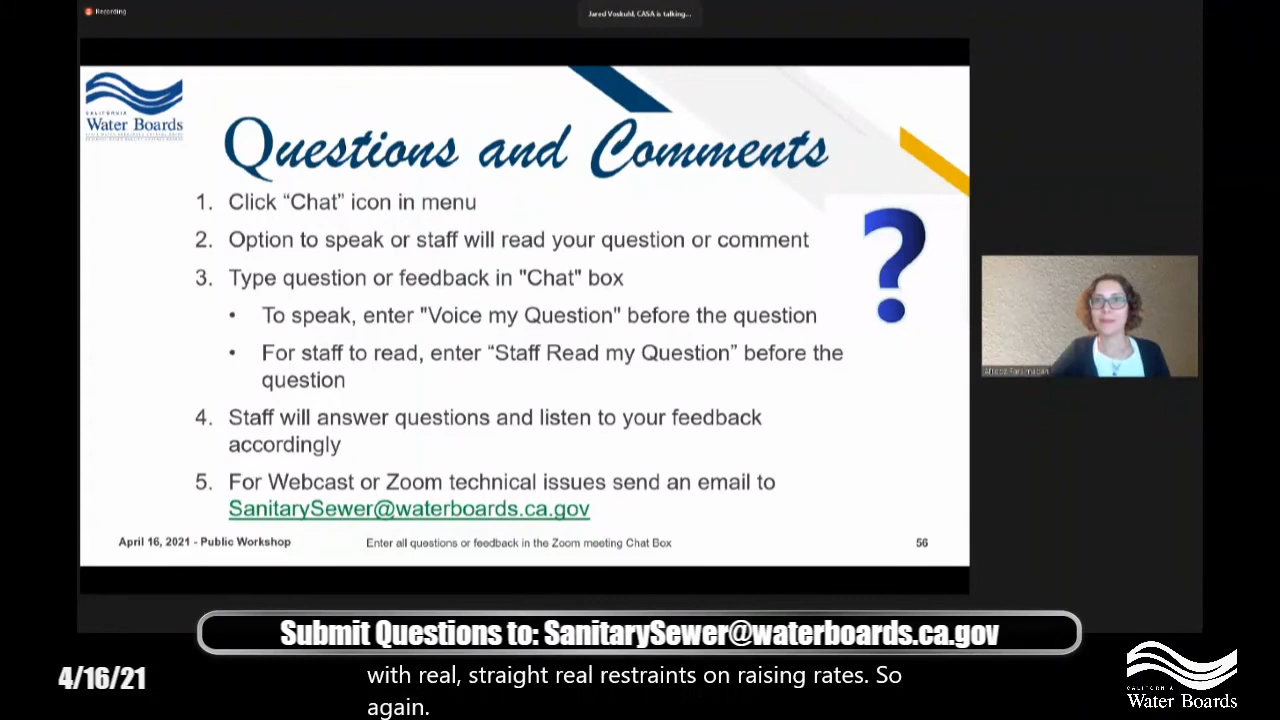 Recording
Jared Voskuhl, CASA is talking...
CALIFORNIA
Water Boards
Questions and Comments
1. Click “Chat” icon in menu
2. Option to speak or staff will read your question or comment
3. Type question or feedback in "Chat" box
• To speak, enter "Voice my Question" before the question
• For staff to read, enter “Staff Read my Question” before the
question
4. Staff will answer questions and listen to your feedback
accordingly
5. For Webcast or Zoom technical issues send an email to
SanitarySewer@waterboards.ca.gov
?
April 16, 2021 - Public Workshop
Enter all questions or feedback in the Zoom meeting Chat Box
56
Submit Questions to: SanitarySewer@waterboards.ca.gov
4/16/21
with real, straight real restraints on raising rates. So
again.
CALIFORNIA
Water Boards